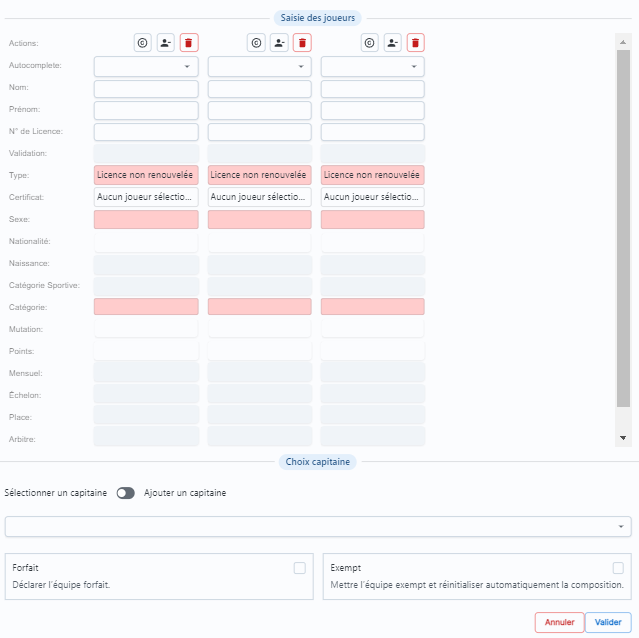 Saisie des joueurs
Actions:
Autocomplete:
Nom:
Prénom:
N° de Licence:
Validation:
Type: Licence non renouvelée Licence non renouvelée Licence non renouvelée
Certificat: Aucun joueur sélectio... Aucun joueur sélectio... Aucun joueur sélectio...
Sexe:
Nationalité:
Naissance:
Catégorie Sportive:
Catégorie:
Mutation:
Points:
Mensuel:
Échelon:
Place:
Arbitre:
Choix capitaine
Sélectionner un capitaine Ajouter un capitaine
Forfait
Déclarer l'équipe forfait.
Exempt
Mettre l'équipe exempt et réinitialiser automatiquement la composition.
Annuler Valider